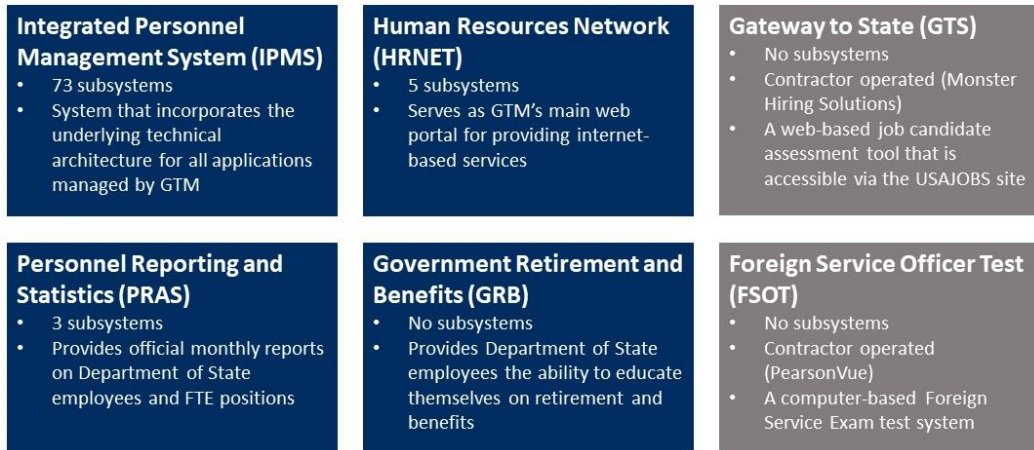 Integrated Personnel
Management System (IPMS)
• 73 subsystems
• System that incorporates the
underlying technical
architecture for all applications
managed by GTM
Human Resources Network
(HRNET)
• 5 subsystems
• Serves as GTM's main web
portal for providing internet-
based services
Gateway to State (GTS)
• No subsystems
• Contractor operated (Monster
Hiring Solutions)
• A web-based job candidate
assessment tool that is
accessible via the USAJOBS site
Personnel Reporting and
Statistics (PRAS)
• 3 subsystems
• Provides official monthly reports
on Department of State
employees and FTE positions
Government Retirement and
Benefits (GRB)
• No subsystems
• Provides Department of State
employees the ability to educate
themselves on retirement and
benefits
Foreign Service Officer Test
(FSOT)
• No subsystems
• Contractor operated
(PearsonVue)
• A computer-based Foreign
Service Exam test system